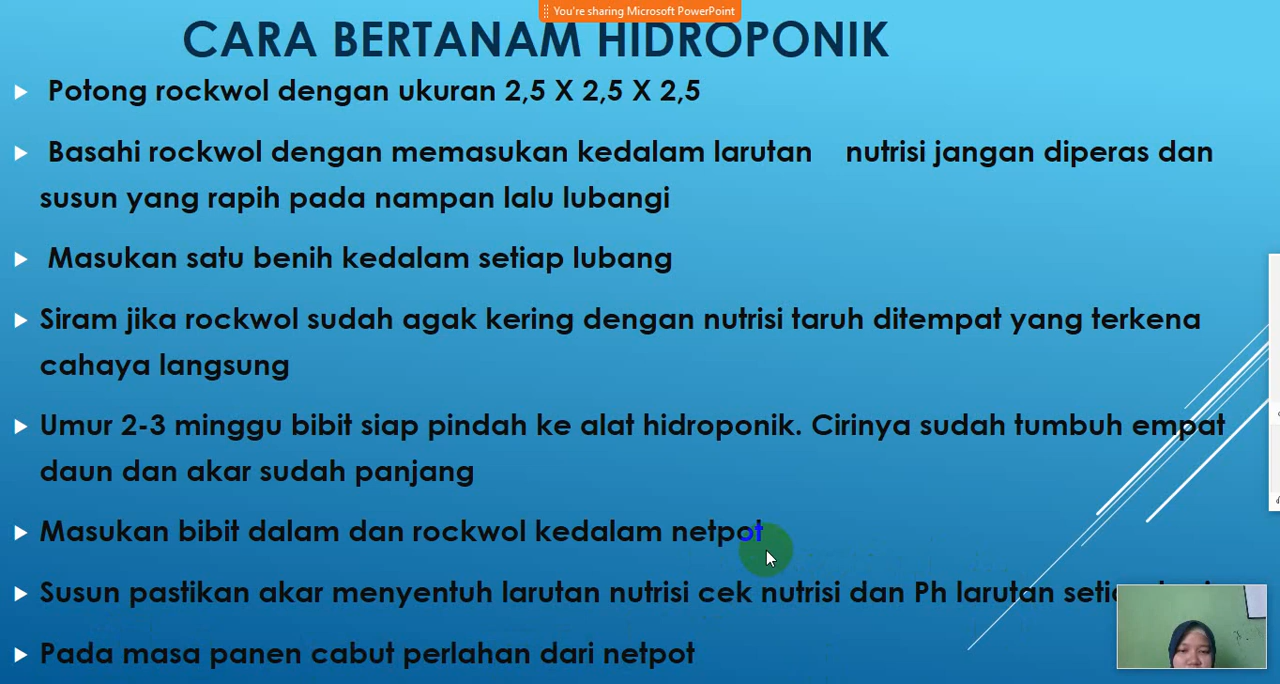 You're sharing Microsoft PowerPoint
CARA BERTANAM HIDROPONIK
Potong rockwol dengan ukuran 2,5 X 2,5 X 2,5
Basahi rockwol dengan memasukan kedalam larutan nutrisi jangan diperas dan
susun yang rapih pada nampan lalu lubangi
Masukan satu benih kedalam setiap lubang
Siram jika rockwol sudah agak kering dengan nutrisi taruh ditempat yang terkena
cahaya langsung
Umur 2-3 minggu bibit siap pindah ke alat hidroponik. Cirinya sudah tumbuh empat
daun dan akar sudah panjang
Masukan bibit dalam dan rockwol kedalam netpot
Susun pastikan akar menyentuh larutan nutrisi cek nutrisi dan Ph larutan
Pada masa panen cabut perlahan dari netpot